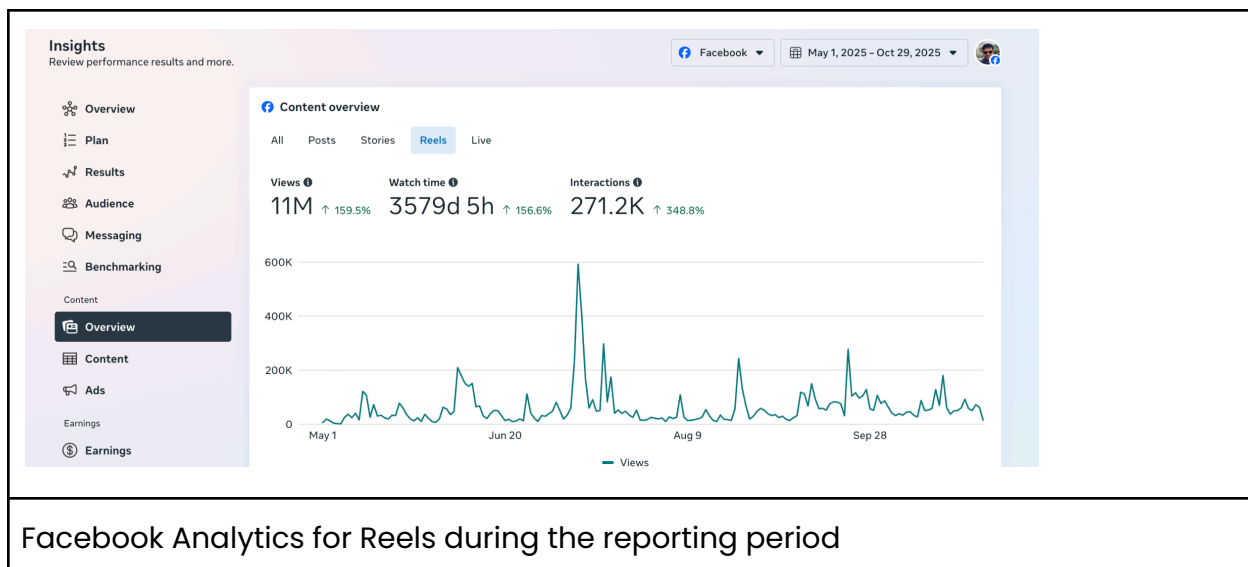 Insights
Review performance results and more.
Facebook
May 1, 2025 – Oct 29, 2025
Overview
Plan
Results
Audience
Messaging
Benchmarking
Content
Overview
Content
Ads
Earnings
Earnings
Content overview
All Posts Stories Reels Live
Views Watch time Interactions
11M ↑ 159.5% 3579d 5h ↑ 156.6% 271.2K ↑ 348.8%
600K
400K
200K
0
May 1 Jun 20 Aug 9 Sep 28
Views
Facebook Analytics for Reels during the reporting period